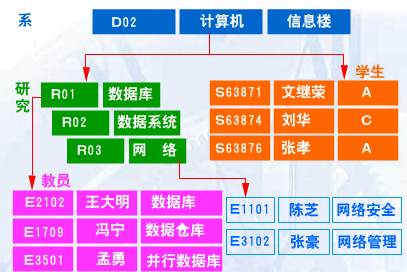 系 D02 计算机 信息楼
学生
研究
R01 数据库
R02 数据系统
R03 网 络
S63871 文继荣 A
S63874 刘华 C
S63876 张孝 A
教员
E2102 王大明 数据库
E1709 冯宁 数据仓库
E3501 孟勇 并行数据库
E1101 陈芝 网络安全
E3102 张豪 网络管理